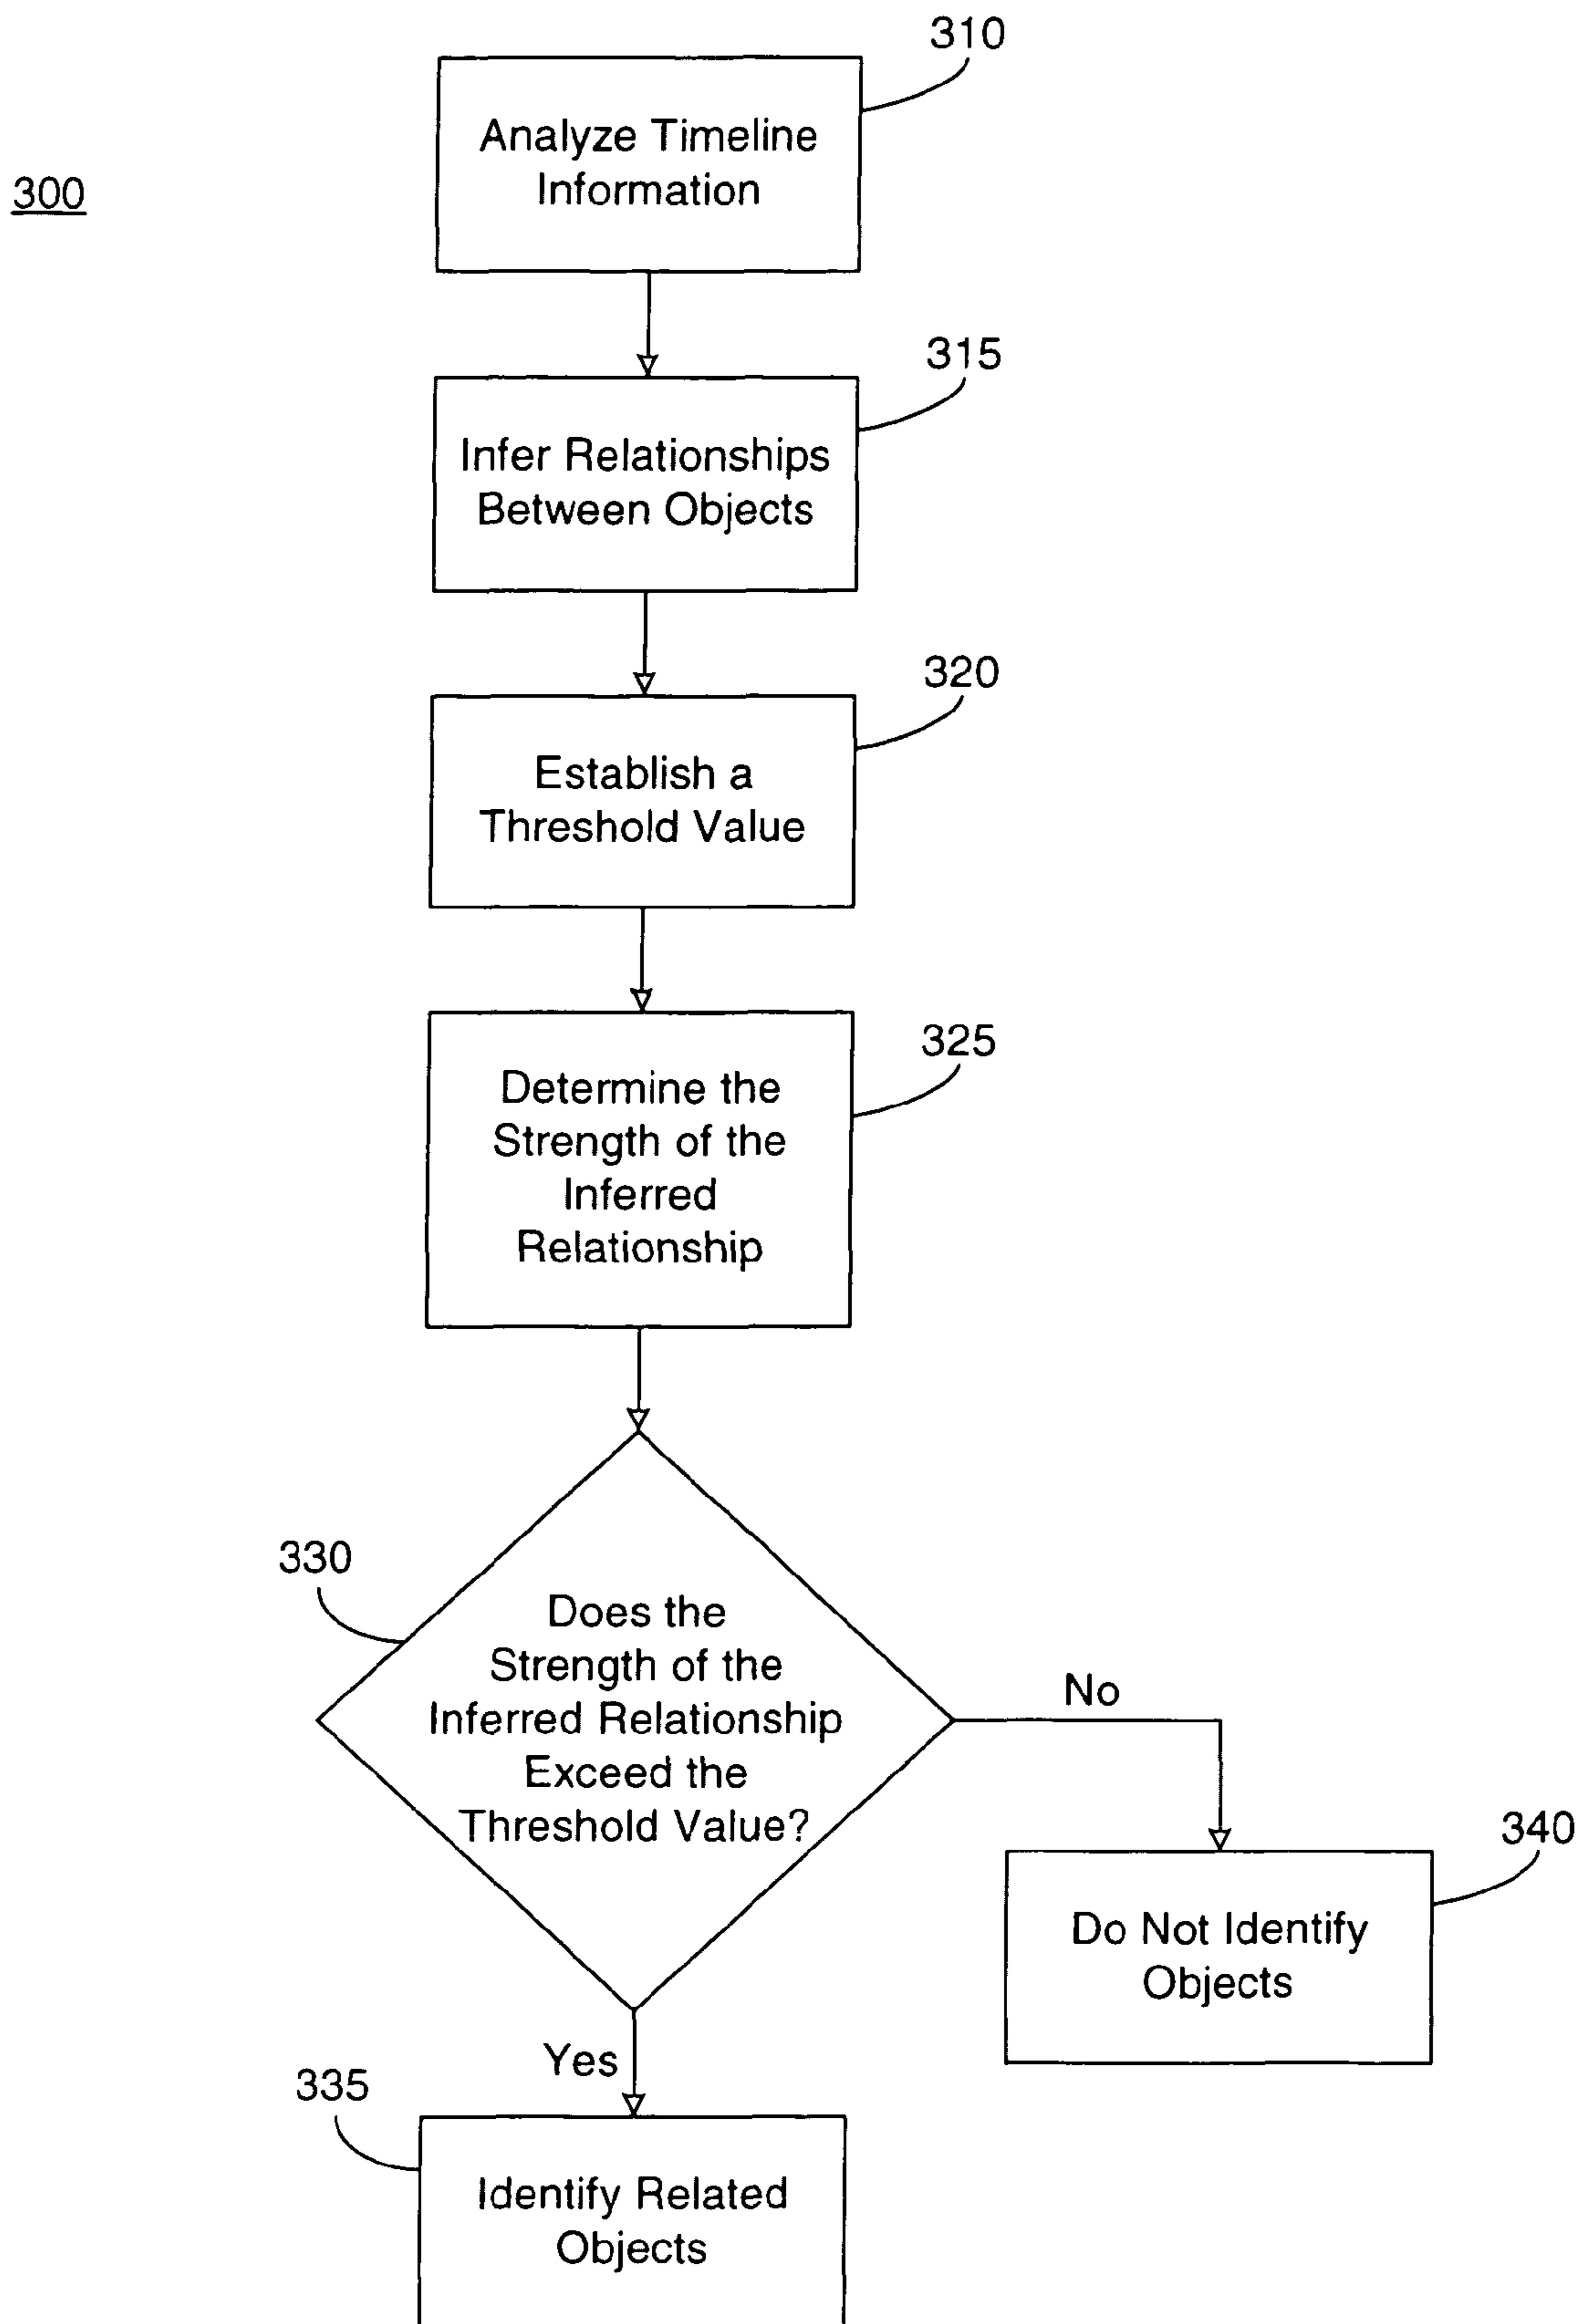 310
Analyze Timeline
Information
300
315
Infer Relationships
Between Objects
320
Establish a
Threshold Value
325
Determine the
Strength of the
Inferred
Relationship
330
Does the
Strength of the
Inferred Relationship
Exceed the
Threshold Value?
No
340
Do Not Identify
Objects
Yes
335
Identify Related
Objects